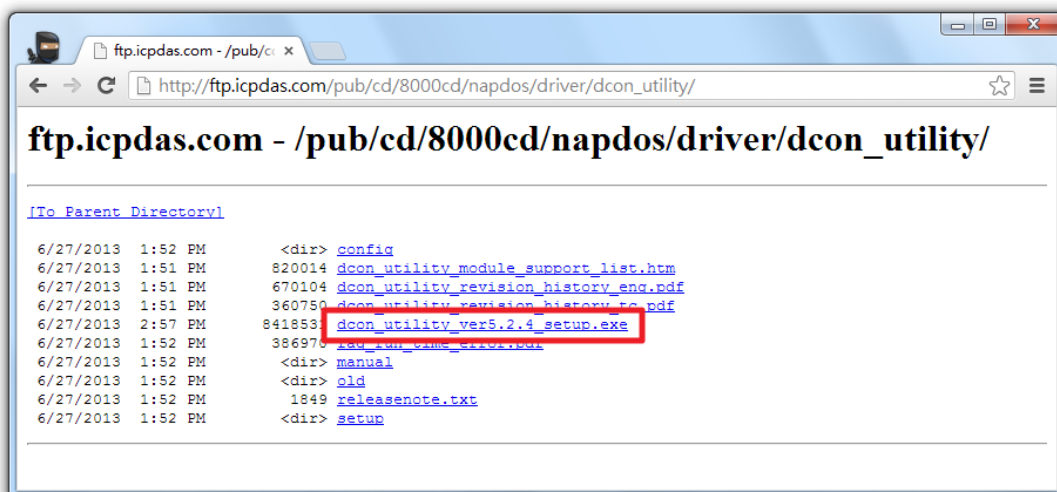 ftp.icpdas.com - /pub/c
http://ftp.icpdas.com/pub/cd/8000cd/napdos/driver/dcon_utility/
ftp.icpdas.com - /pub/cd/8000cd/napdos/driver/dcon_utility/
[To Parent Directory]
6/27/2013 1:52 PM <dir> config
6/27/2013 1:51 PM 820014 dcon_utility_module_support_list.htm
6/27/2013 1:51 PM 670104 dcon_utility_revision_history_eng.pdf
6/27/2013 1:51 PM 360750 dcon_utility_revision_history_tc.pdf
6/27/2013 2:57 PM 8418531 dcon_utility_ver5.2.4_setup.exe
6/27/2013 1:52 PM 386970 faq_run_time_error.pdf
6/27/2013 1:52 PM <dir> manual
6/27/2013 1:52 PM <dir> old
6/27/2013 1:52 PM 1849 releasenote.txt
6/27/2013 1:52 PM <dir> setup